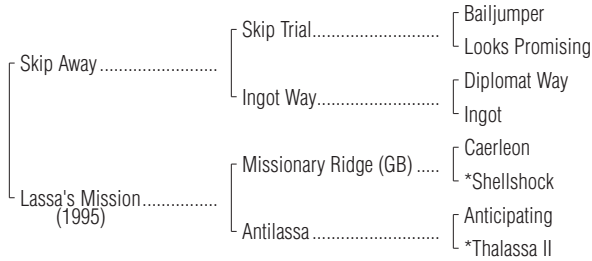 Bailjumper
Skip Trial..............................
Looks Promising
Skip Away ........................
Diplomat Way
Ingot Way.............................
Ingot
Caerleon
Missionary Ridge (GB) .....
*Shellshock
Lassa's Mission...............
(1995)
Anticipating
Antilassa ..............................
*Thalassa II